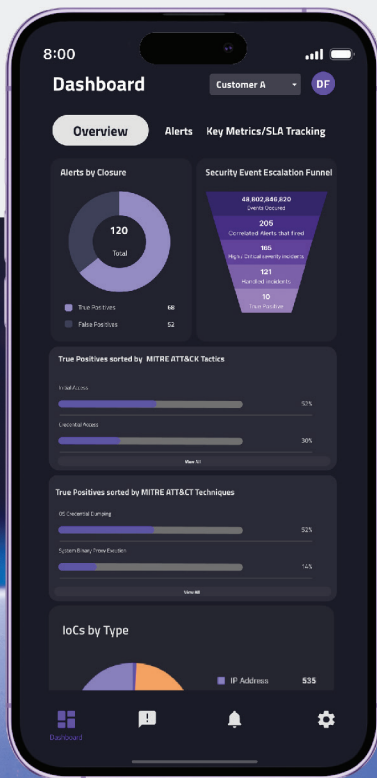 8:00
Dashboard
Customer A
DF
Overview
Alerts
Key Metrics/SLA Tracking
Alerts by Closure
120
Total
True Positives 68
False Positives 52
Security Event Escalation Funnel
48,802,846,820
Events Occured
205
Correlated Alerts that fired
165
High / Critical severity incidents
121
Handled incidents
10
True Positive
True Positives sorted by MITRE ATT&CK Tactics
Initial Access
52%
Credential Access
30%
View All
True Positives sorted by MITRE ATT&CT Techniques
OS Credential Dumping
52%
System Binary Proxy Exeution
14%
View All
IoCs by Type
IP Address 535
Dashboard